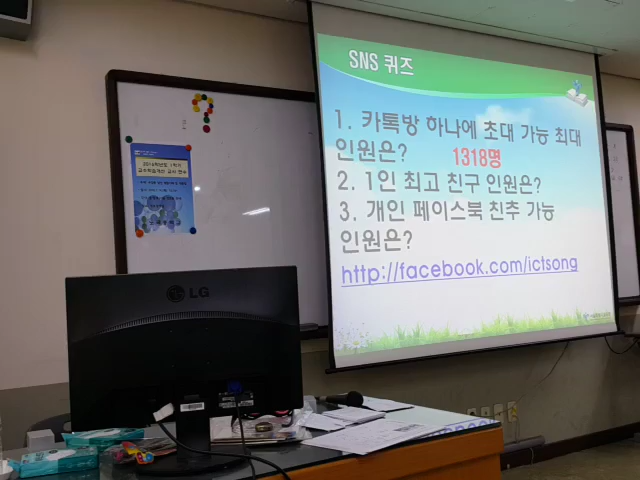 SNS 퀴즈
1. 카톡방 하나에 초대 가능 최대
인원은? 1318명
2. 1인 최고 친구 인원은?
3. 개인 페이스북 친추 가능
인원은?
http://facebook.com/ictsong
LG